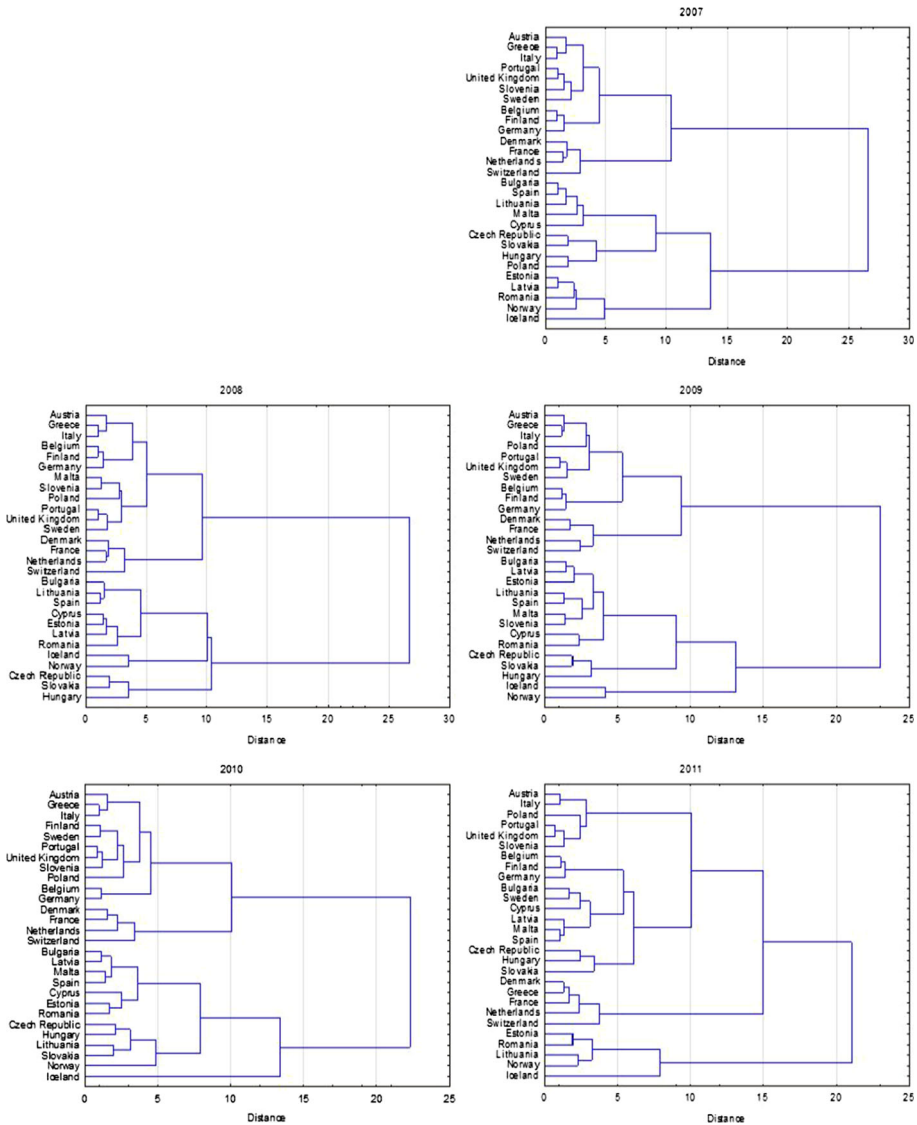 2007
Austria
Greece
Italy
Portugal
United Kingdom
Slovenia
Sweden
Belgium
Finland
Germany
Denmark
France
Netherlands
Switzerland
Bulgaria
Spain
Lithuania
Malta
Cyprus
Czech Republic
Slovakia
Hungary
Poland
Estonia
Latvia
Romania
Norway
Iceland
0 5 10 15 20 25 30
Distance
2008
Austria
Greece
Italy
Belgium
Finland
Germany
Malta
Slovenia
Poland
Portugal
United Kingdom
Sweden
Denmark
France
Netherlands
Switzerland
Bulgaria
Lithuania
Spain
Cyprus
Estonia
Latvia
Romania
Iceland
Norway
Czech Republic
Slovakia
Hungary
0 5 10 15 20 25 30
Distance
2009
Austria
Greece
Italy
Poland
Portugal
United Kingdom
Sweden
Belgium
Finland
Germany
Denmark
France
Netherlands
Switzerland
Bulgaria
Latvia
Estonia
Lithuania
Spain
Malta
Slovenia
Cyprus
Romania
Czech Republic
Slovakia
Hungary
Iceland
Norway
0 5 10 15 20 25
Distance
2010
Austria
Greece
Italy
Finland
Sweden
Portugal
United Kingdom
Slovenia
Poland
Belgium
Germany
Denmark
France
Netherlands
Switzerland
Bulgaria
Latvia
Malta
Spain
Cyprus
Estonia
Romania
Czech Republic
Hungary
Lithuania
Slovakia
Norway
Iceland
0 5 10 15 20 25
Distance
2011
Austria
Italy
Poland
Portugal
United Kingdom
Slovenia
Belgium
Finland
Germany
Bulgaria
Sweden
Cyprus
Latvia
Malta
Spain
Czech Republic
Hungary
Slovakia
Denmark
Greece
France
Netherlands
Switzerland
Estonia
Romania
Lithuania
Norway
Iceland
0 5 10 15 20 25
Distance